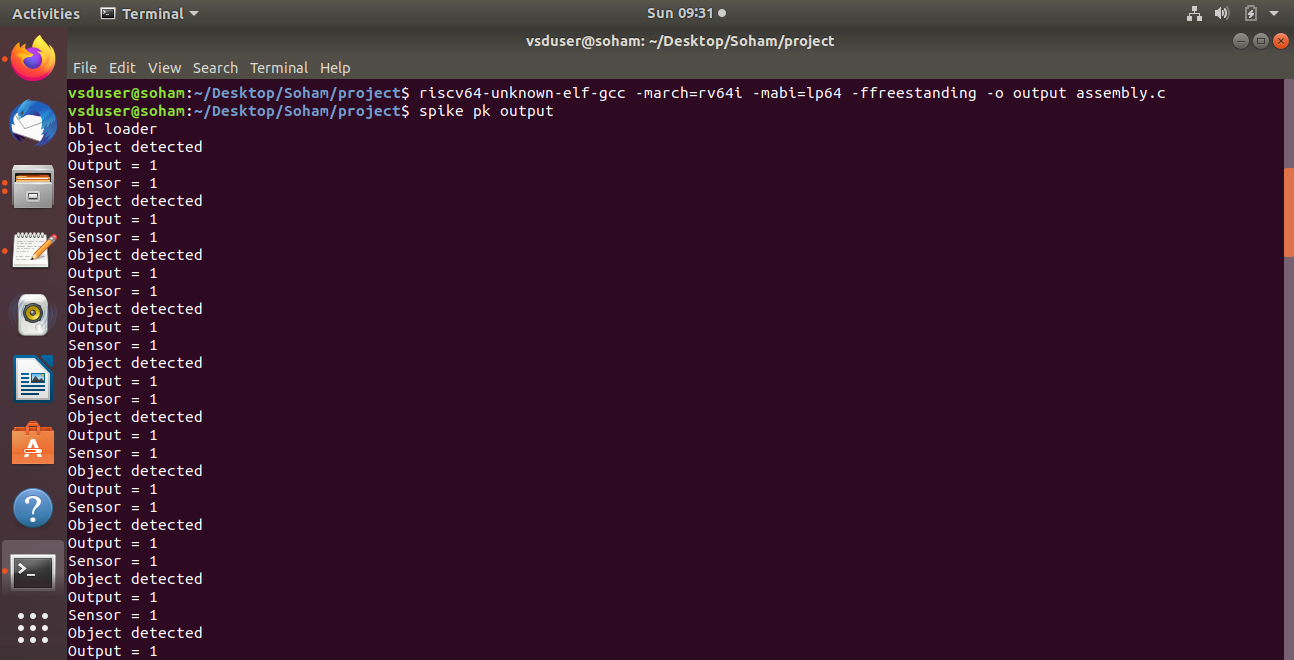 Activities Terminal Sun 09:31
vsduser@soham: ~/Desktop/Soham/project
File Edit View Search Terminal Help
vsduser@soham:~/Desktop/Soham/project$ riscv64-unknown-elf-gcc -march=rv64i -mabi=lp64 -ffreestanding -o output assembly.c
vsduser@soham:~/Desktop/Soham/project$ spike pk output
bbl loader
Object detected
Output = 1
Sensor = 1
Object detected
Output = 1
Sensor = 1
Object detected
Output = 1
Sensor = 1
Object detected
Output = 1
Sensor = 1
Object detected
Output = 1
Sensor = 1
Object detected
Output = 1
Sensor = 1
Object detected
Output = 1
Sensor = 1
Object detected
Output = 1
Sensor = 1
Object detected
Output = 1
Sensor = 1
Object detected
Output = 1